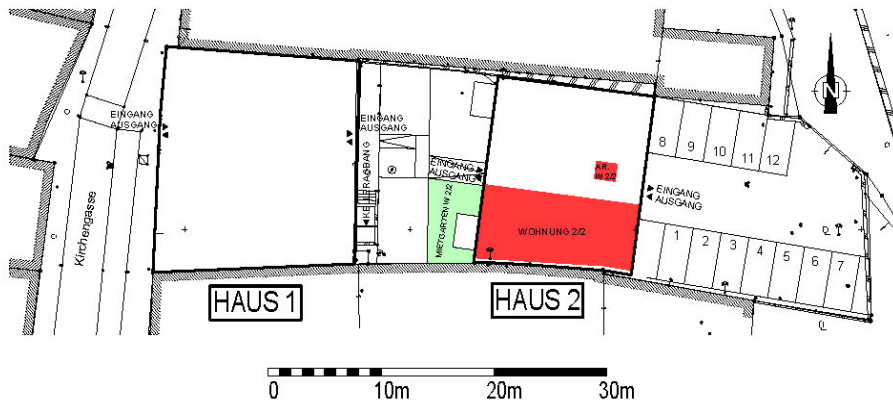 EINGANG
AUSGANG
EINGANG
AUSGANG
KELLERABGANG
EINGANG
AUSGANG
MIETGARTEN W 2/2
AR.
W 2/2
WOHNUNG 2/2
8
9
10
11
12
N
EINGANG
AUSGANG
1
2
3
4
5
6
7
Kirchengasse
HAUS 1
HAUS 2
0
10m
20m
30m